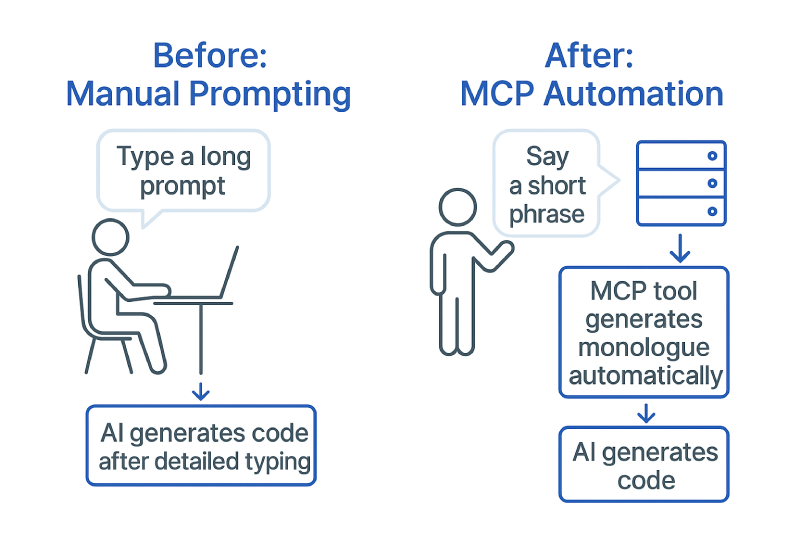 Before:
Manual Prompting
Type a long
prompt
AI generates code
after detailed typing
After:
MCP Automation
Say
a short
phrase
MCP tool
generates
monologue
automatically
AI generates
code